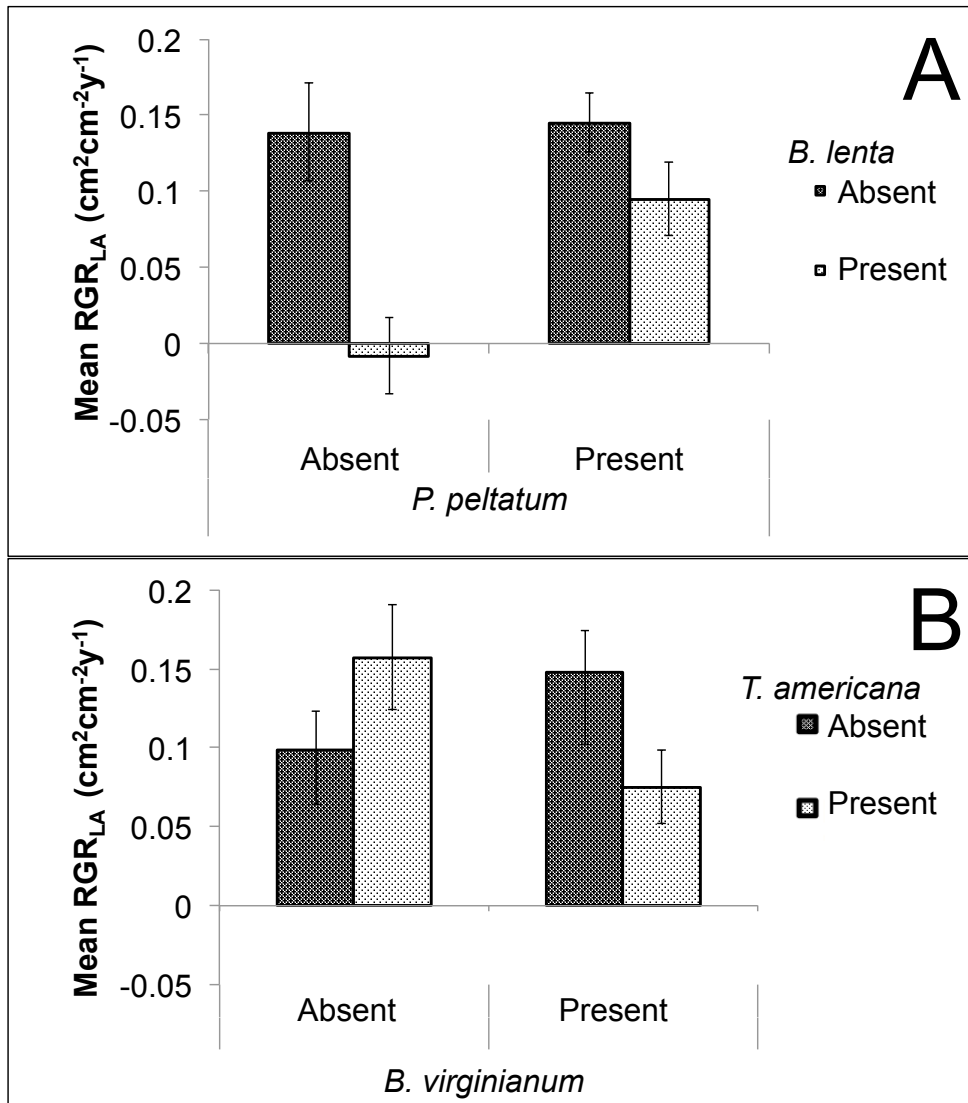 A
Mean RGR_LA (cm²cm⁻²y⁻¹)
0.2
0.15
0.1
0.05
0
-0.05
B. lenta
Absent
Present
Absent Present
P. peltatum
B
Mean RGR_LA (cm²cm⁻²y⁻¹)
0.2
0.15
0.1
0.05
0
-0.05
T. americana
Absent
Present
Absent Present
B. virginianum